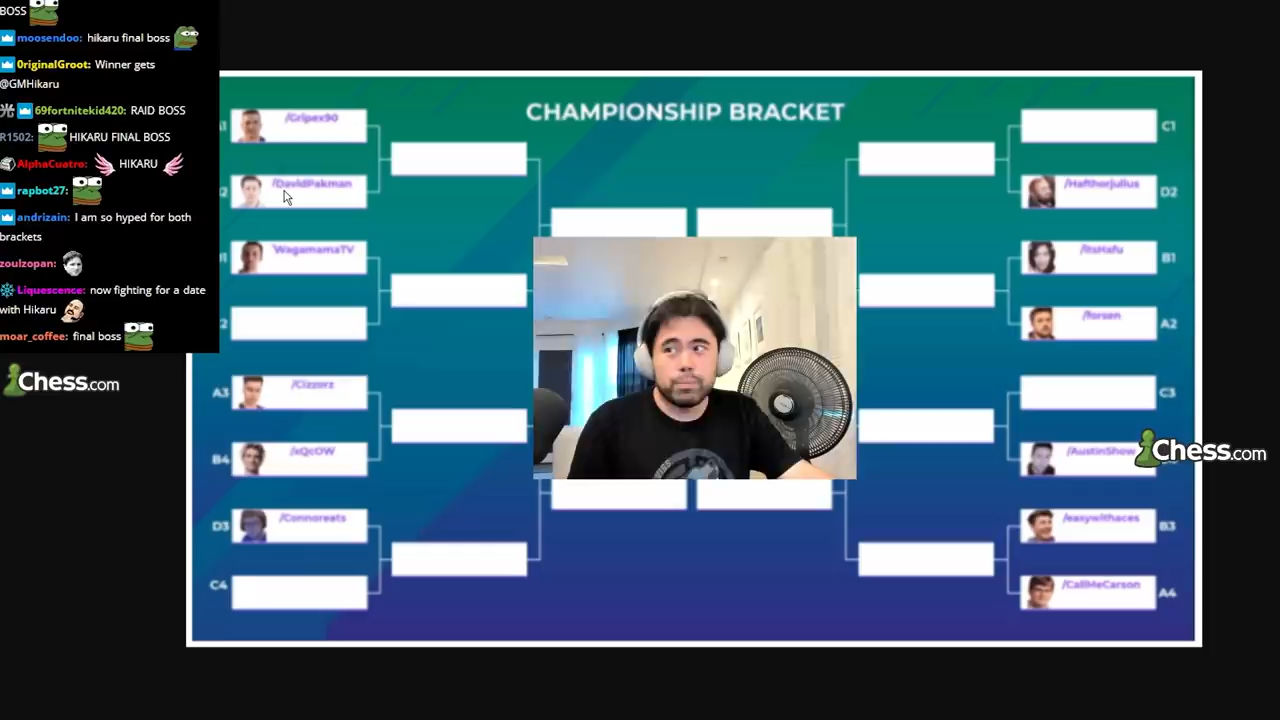 BOSS
moosendoo: hikaru final boss
0riginalGroot: Winner gets
@GMHikaru
69fortnitekid420: RAID BOSS
R1502: HIKARU FINAL BOSS
AlphaCuatro: HIKARU
rapbot27:
andrizain: I am so hyped for both
brackets
zoulzopan:
Liquescence: now fighting for a date
with Hikaru
moar_coffee: final boss
Chess.com
CHAMPIONSHIP BRACKET
/Gripex90
/DavidPakman
WagamamaTV
A3
/Cizzorz
B4
/xQcOW
D3
/Connoreats
C4
C1
/HafthorJulius
D2
/itsHafu
B1
/forsen
A2
C3
/AustinShow
Chess.com
/easywithaces
B3
/CallMeCarson
A4